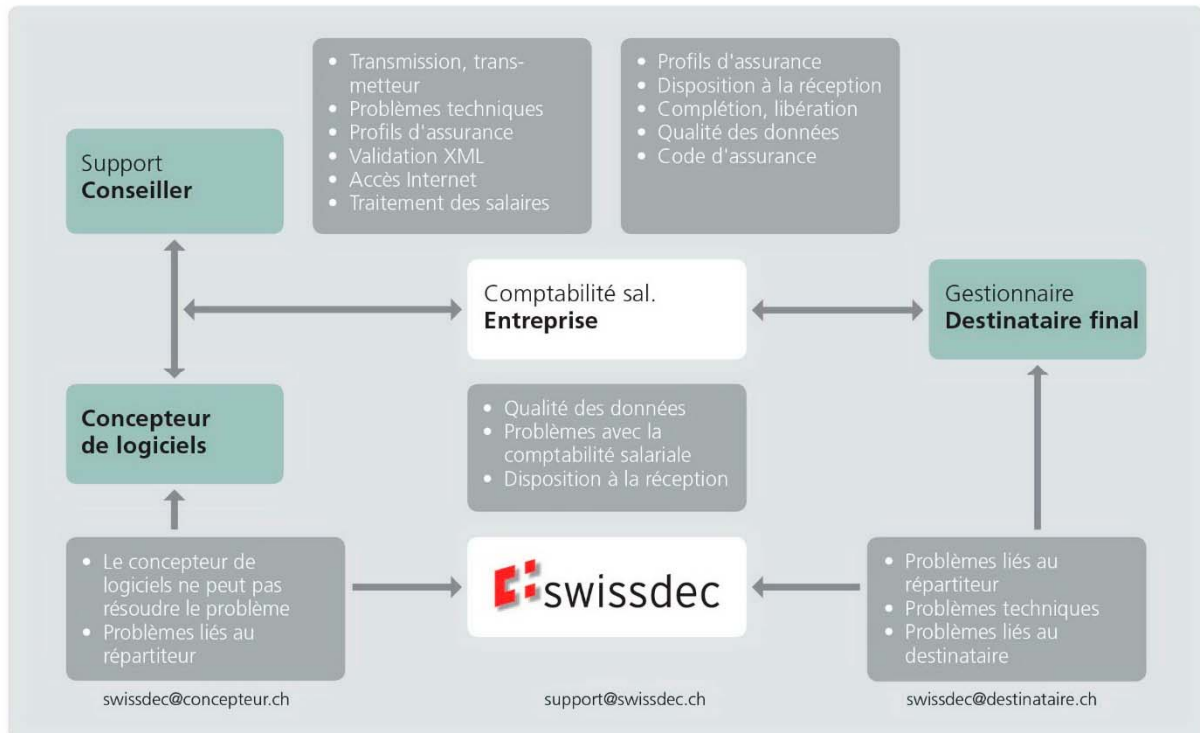 • Transmission, trans-
metteur
• Problèmes techniques
• Profils d'assurance
• Validation XML
• Accès Internet
• Traitement des salaires
• Profils d'assurance
• Disposition à la réception
• Complétion, libération
• Qualité des données
• Code d'assurance
Support
Conseiller
Comptabilité sal.
Entreprise
Gestionnaire
Destinataire final
Concepteur
de logiciels
• Qualité des données
• Problèmes avec la
comptabilité salariale
• Disposition à la réception
• Le concepteur de
logiciels ne peut pas
résoudre le problème
• Problèmes liés au
répartiteur
swissdec
• Problèmes liés au
répartiteur
• Problèmes techniques
• Problèmes liés au
destinataire
swissdec@concepteur.ch
support@swissdec.ch
swissdec@destinataire.ch